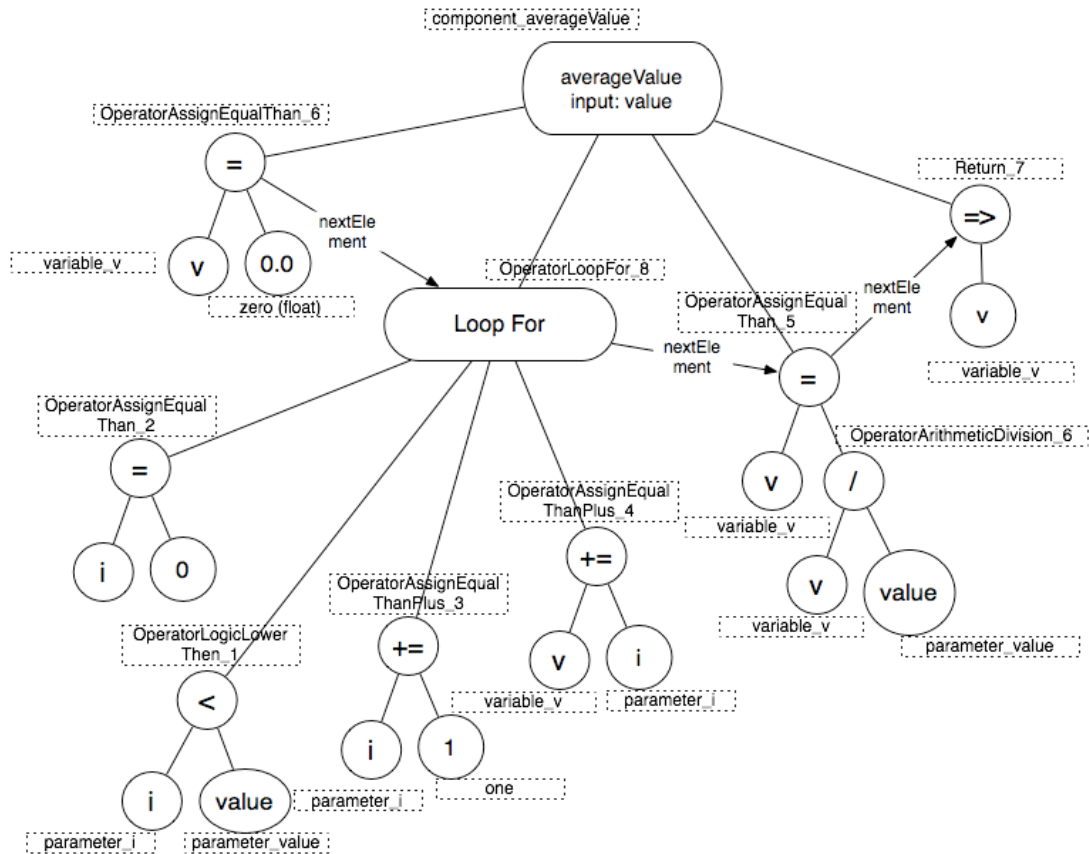 component_averageValue
averageValue
input: value
OperatorAssignEqualThan_6
=
v
0.0
variable_v
zero (float)
nextEle
ment
Return_7
=>
v
variable_v
OperatorLoopFor_8
Loop For
nextEle
ment
OperatorAssignEqual
Than_5
=
nextEle
ment
v
variable_v
OperatorArithmeticDivision_6
/
v
variable_v
value
parameter_value
OperatorAssignEqual
Than_2
=
i
0
OperatorLogicLower
Then_1
<
i
parameter_i
value
parameter_value
OperatorAssignEqual
ThanPlus_3
+=
i
parameter_i
1
one
OperatorAssignEqual
ThanPlus_4
+=
v
variable_v
i
parameter_i